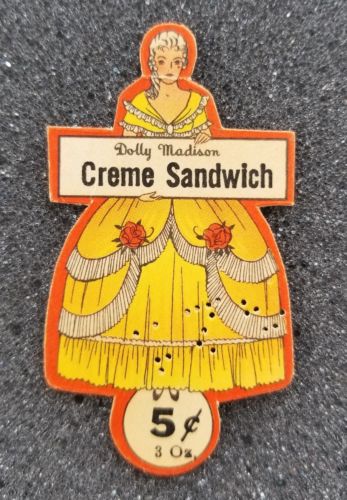 Dolly Madison
Creme Sandwich
5¢
3 Oz.